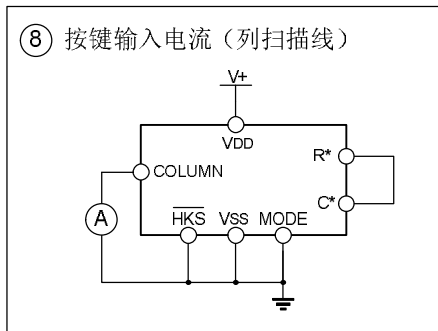 ⑧ 按键输入电流（列扫描线）
V+
VDD
R*
COLUMN
C*
A
HKS VSS MODE